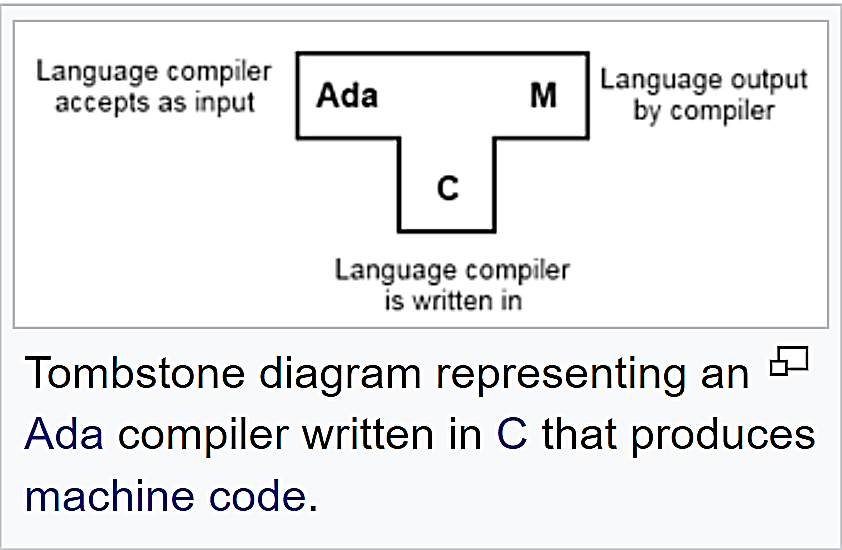 Language compiler
accepts as input
Ada
M
Language output
by compiler
C
Language compiler
is written in
Tombstone diagram representing an
Ada compiler written in C that produces
machine code.